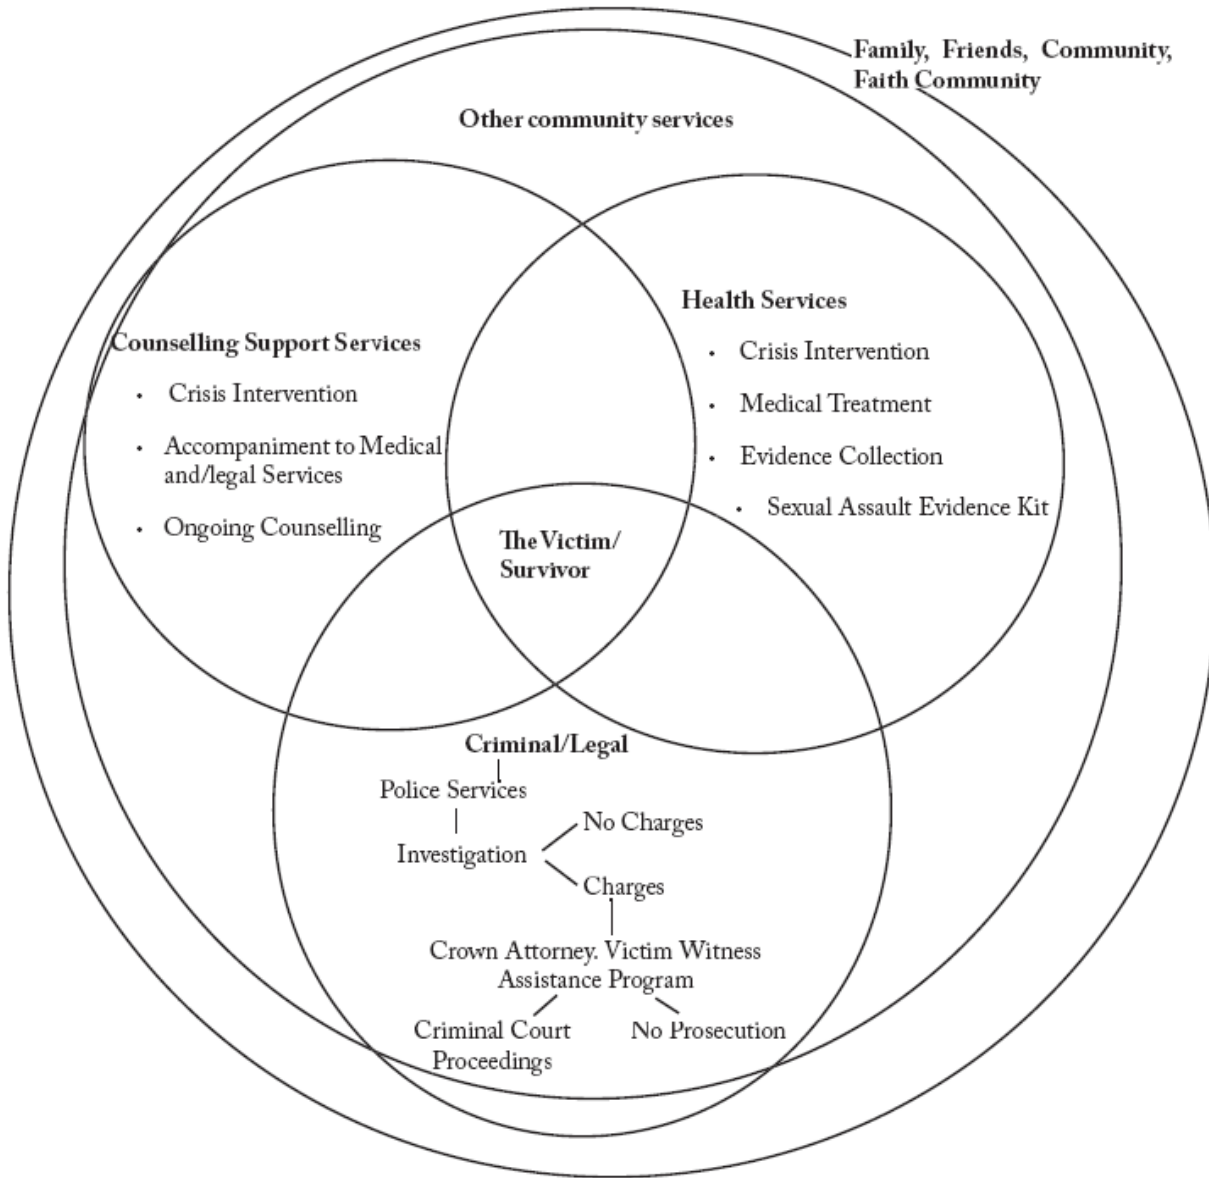 Family, Friends, Community,
Faith Community
Other community services
Counselling Support Services
• Crisis Intervention
• Accompaniment to Medical
and/legal Services
• Ongoing Counselling
Health Services
• Crisis Intervention
• Medical Treatment
• Evidence Collection
• Sexual Assault Evidence Kit
The Victim/
Survivor
Criminal/Legal
Police Services
Investigation
No Charges
Charges
Crown Attorney. Victim Witness
Assistance Program
Criminal Court
Proceedings
No Prosecution